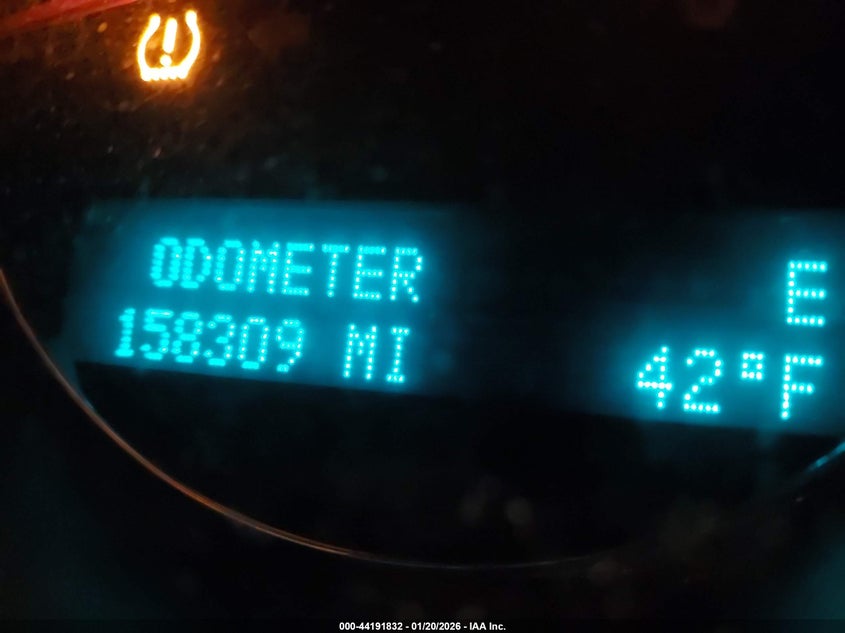 ODOMETER
158309 MI
E
42°F
000-44191832 - 01/20/2026 - IAA Inc.